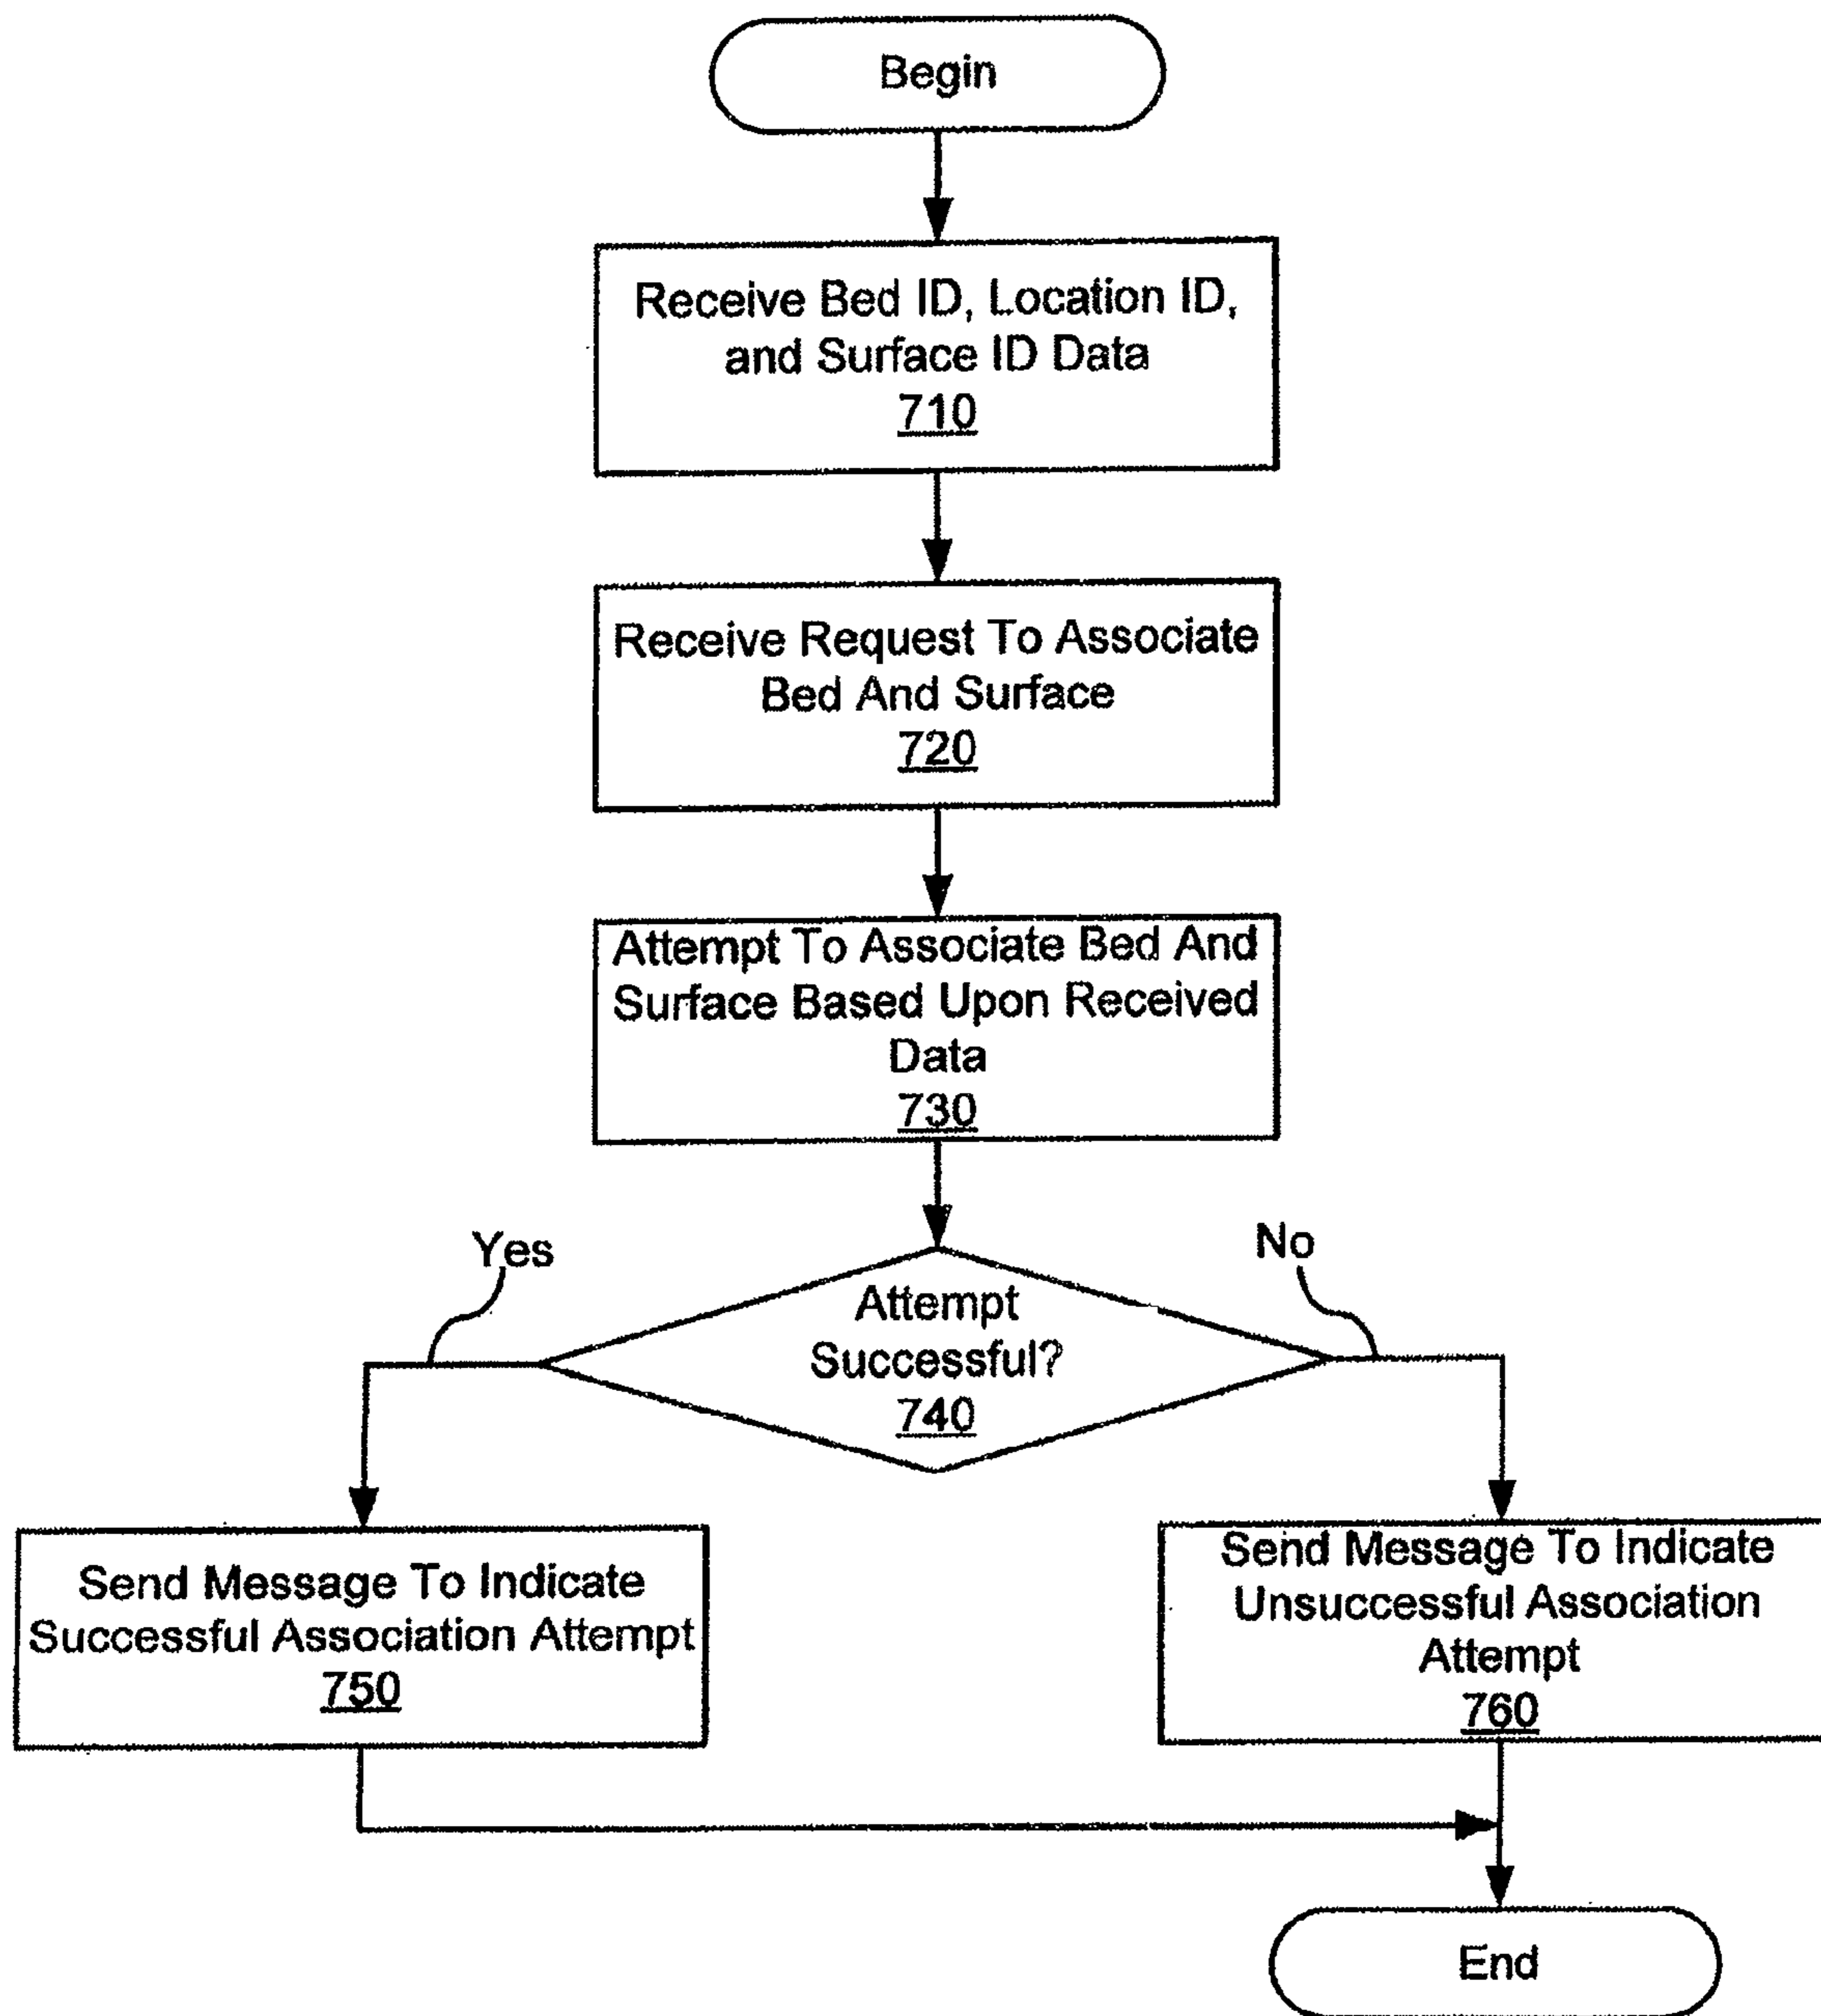 Begin
Receive Bed ID, Location ID,
and Surface ID Data
710
Receive Request To Associate
Bed And Surface
720
Attempt To Associate Bed And
Surface Based Upon Received
Data
730
Yes
No
Attempt
Successful?
740
Send Message To Indicate
Successful Association Attempt
750
Send Message To Indicate
Unsuccessful Association
Attempt
760
End